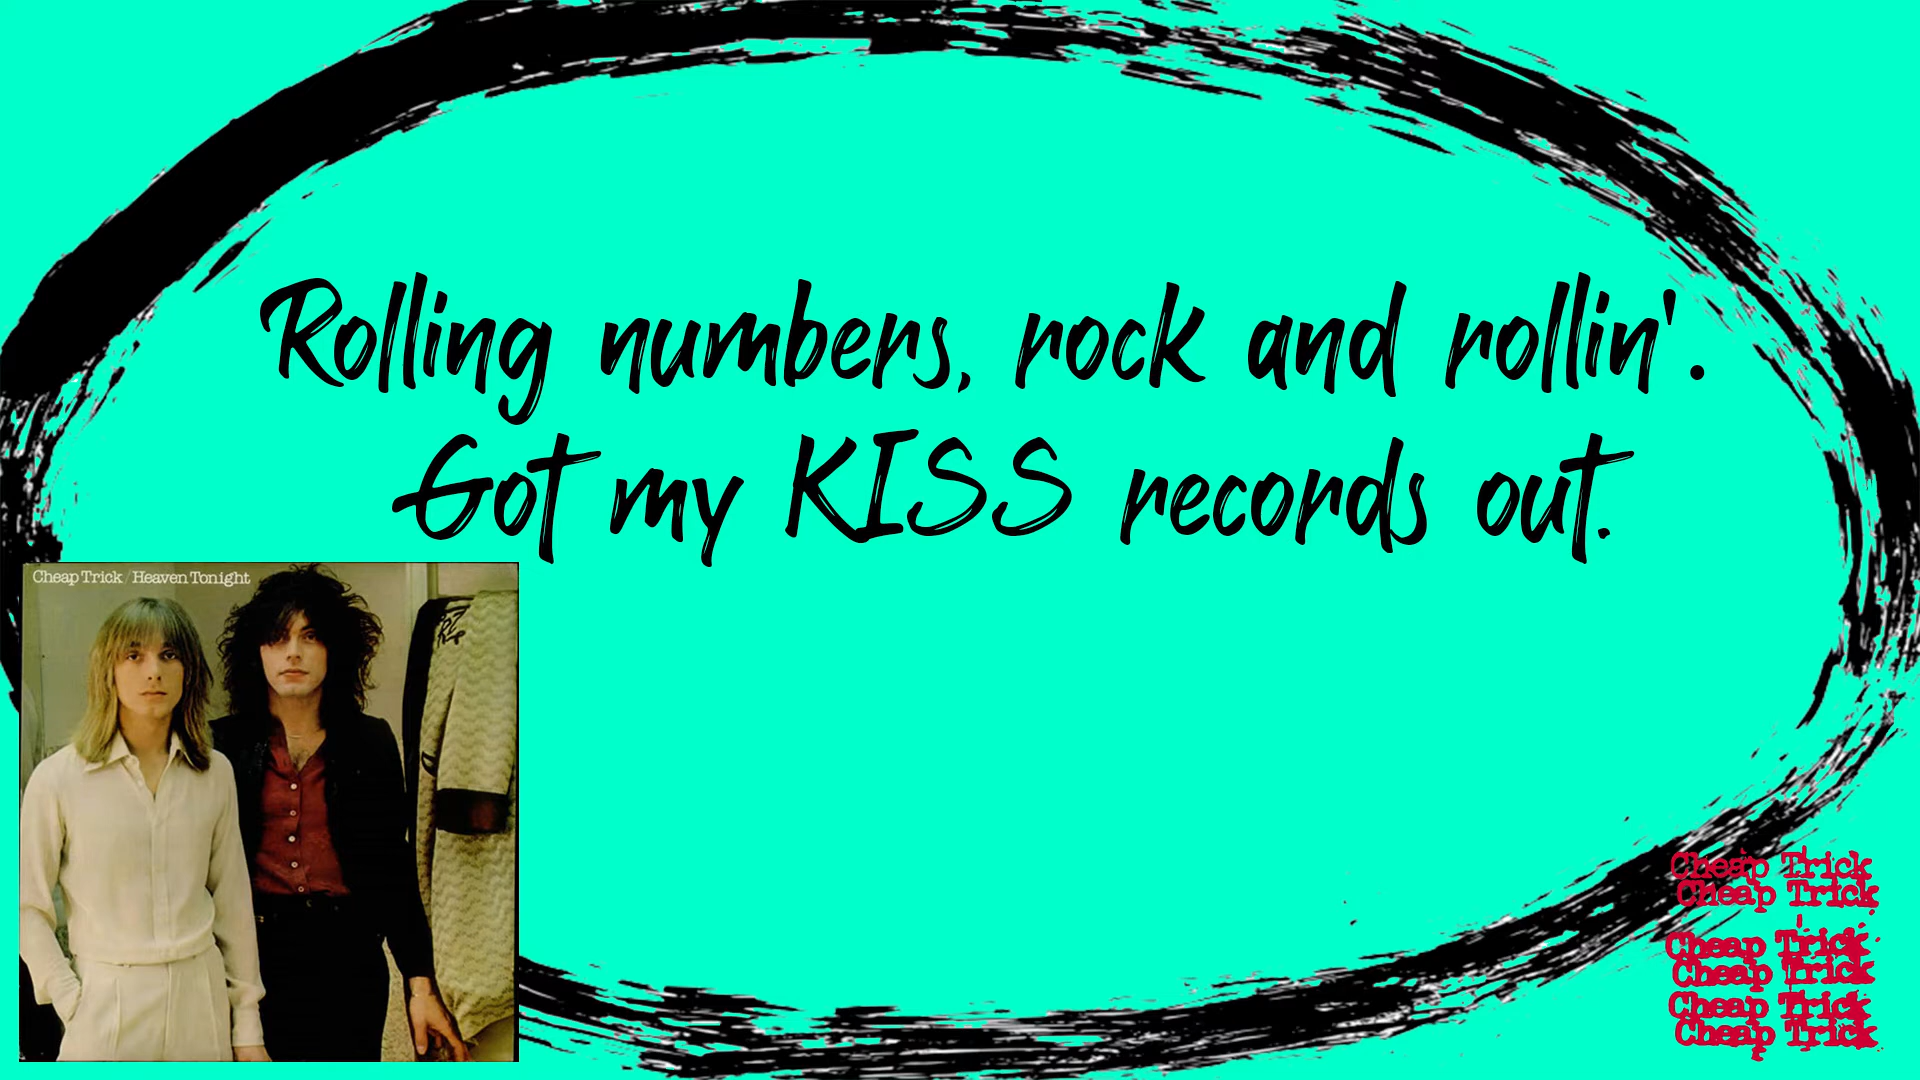 Rolling numbers, rock and rollin'.
Got my KISS records out.
Cheap Trick / Heaven Tonight
Cheap Trick
Cheap Trick
Cheap Trick
Cheap Trick
Cheap Trick
Cheap Trick